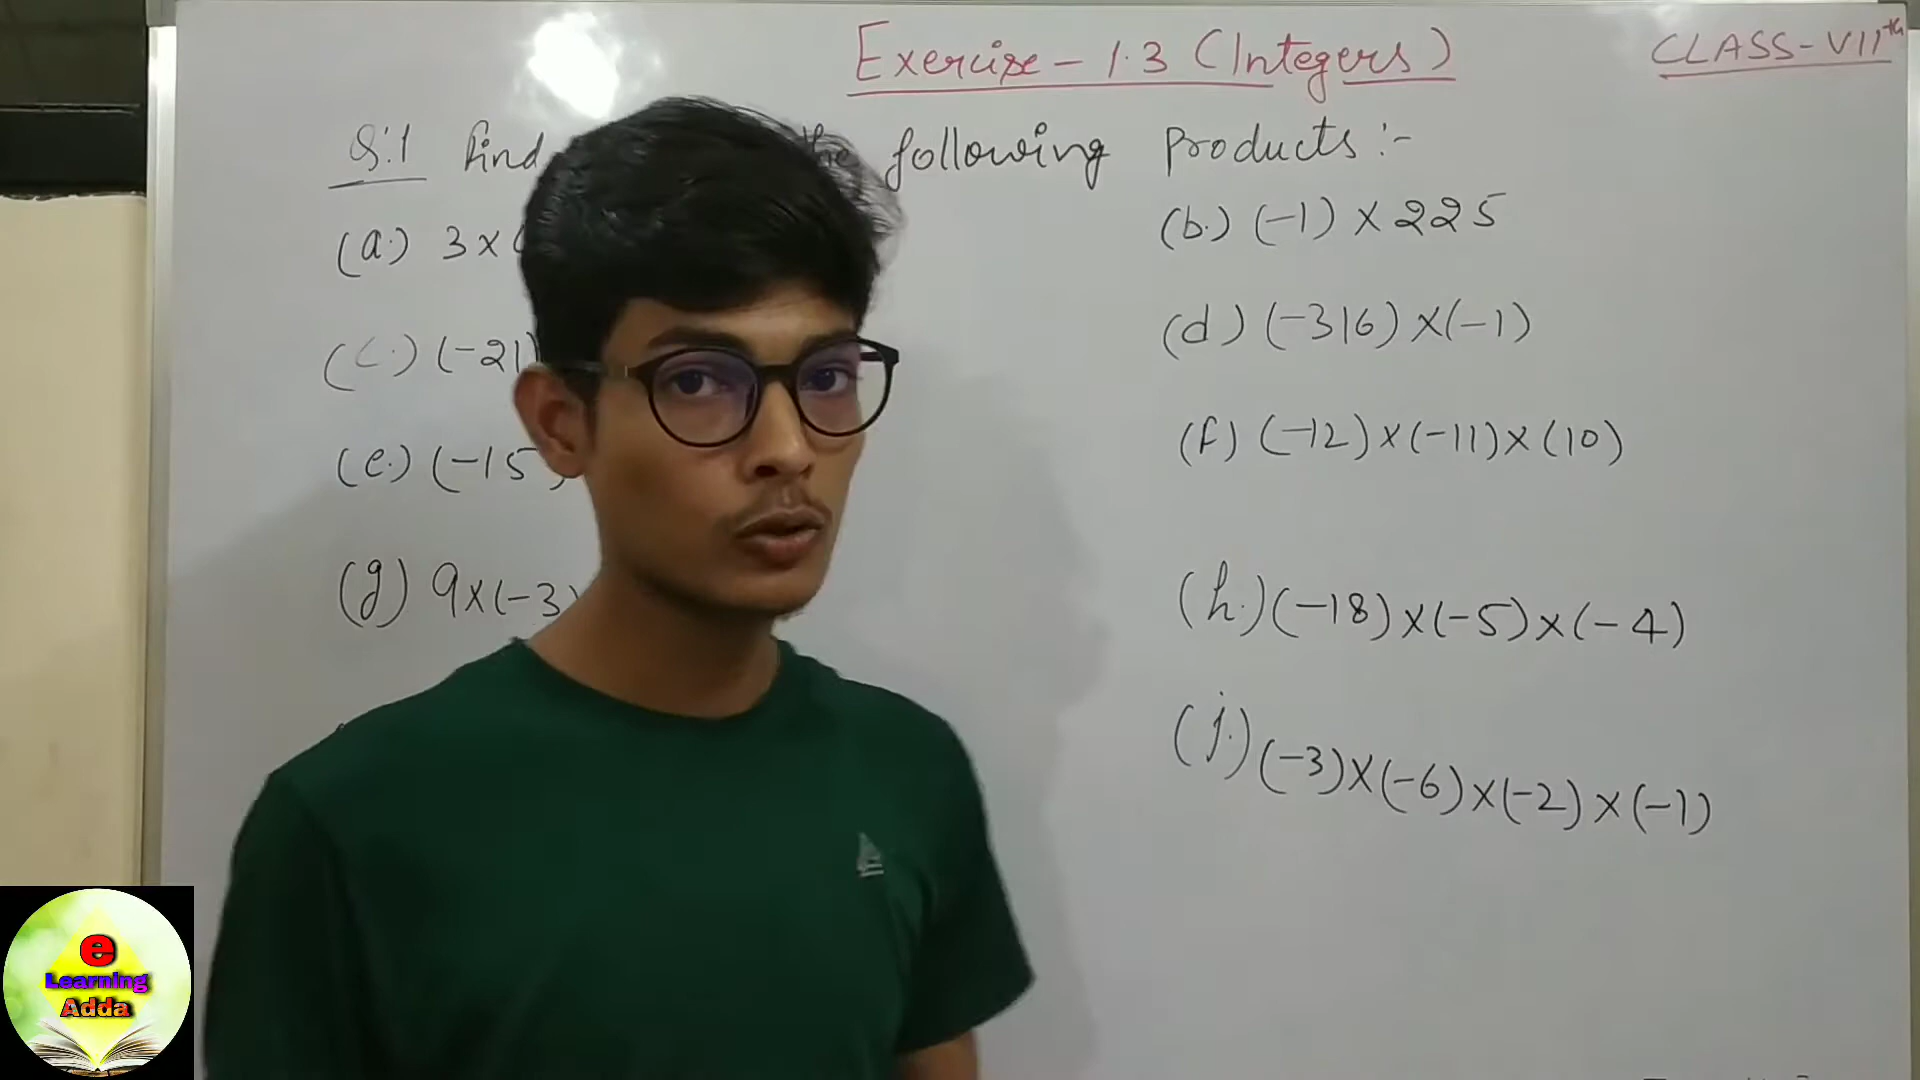 Exercise - 1.3 (Integers)
CLASS - VIIth
Q.1 Find the following Products :-
(a.) 3 x (
(b.) (-1) x 225
(c.) (-21)
(d) (-316) x (-1)
(e.) (-15)
(f) (-12) x (-11) x (10)
(g) 9 x (-3)
(h.) (-18) x (-5) x (-4)
(j.) (-3) x (-6) x (-2) x (-1)
e
Learning
Adda